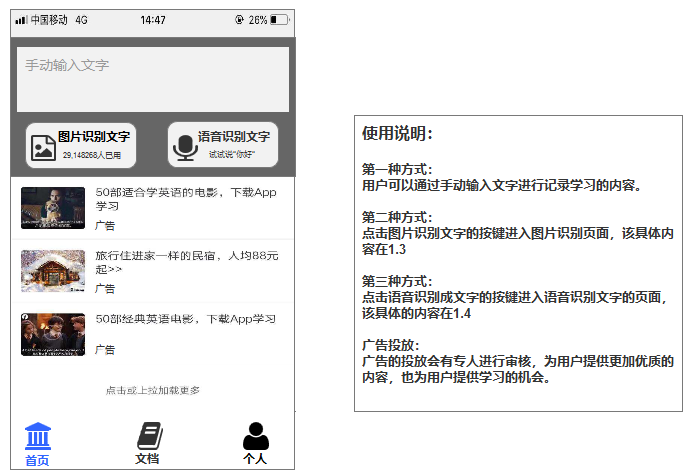 中国移动 4G 14:47 26%
手动输入文字
图片识别文字
29,148268人已用
语音识别文字
试试说“你好”
50部适合学英语的电影，下载App
学习
广告
旅行住进家一样的民宿，人均88元
起>>
广告
50部经典英语电影，下载App学习
广告
点击或上拉加载更多
首页 文档 个人
使用说明：
第一种方式：
用户可以通过手动输入文字进行记录学习的内容。
第二种方式：
点击图片识别文字的按键进入图片识别页面，该具体内
容在1.3
第三种方式：
点击语音识别成文字的按键进入语音识别文字的页面，
该具体的内容在1.4
广告投放：
广告的投放会有专人进行审核，为用户提供更加优质的
内容，也为用户提供学习的机会。